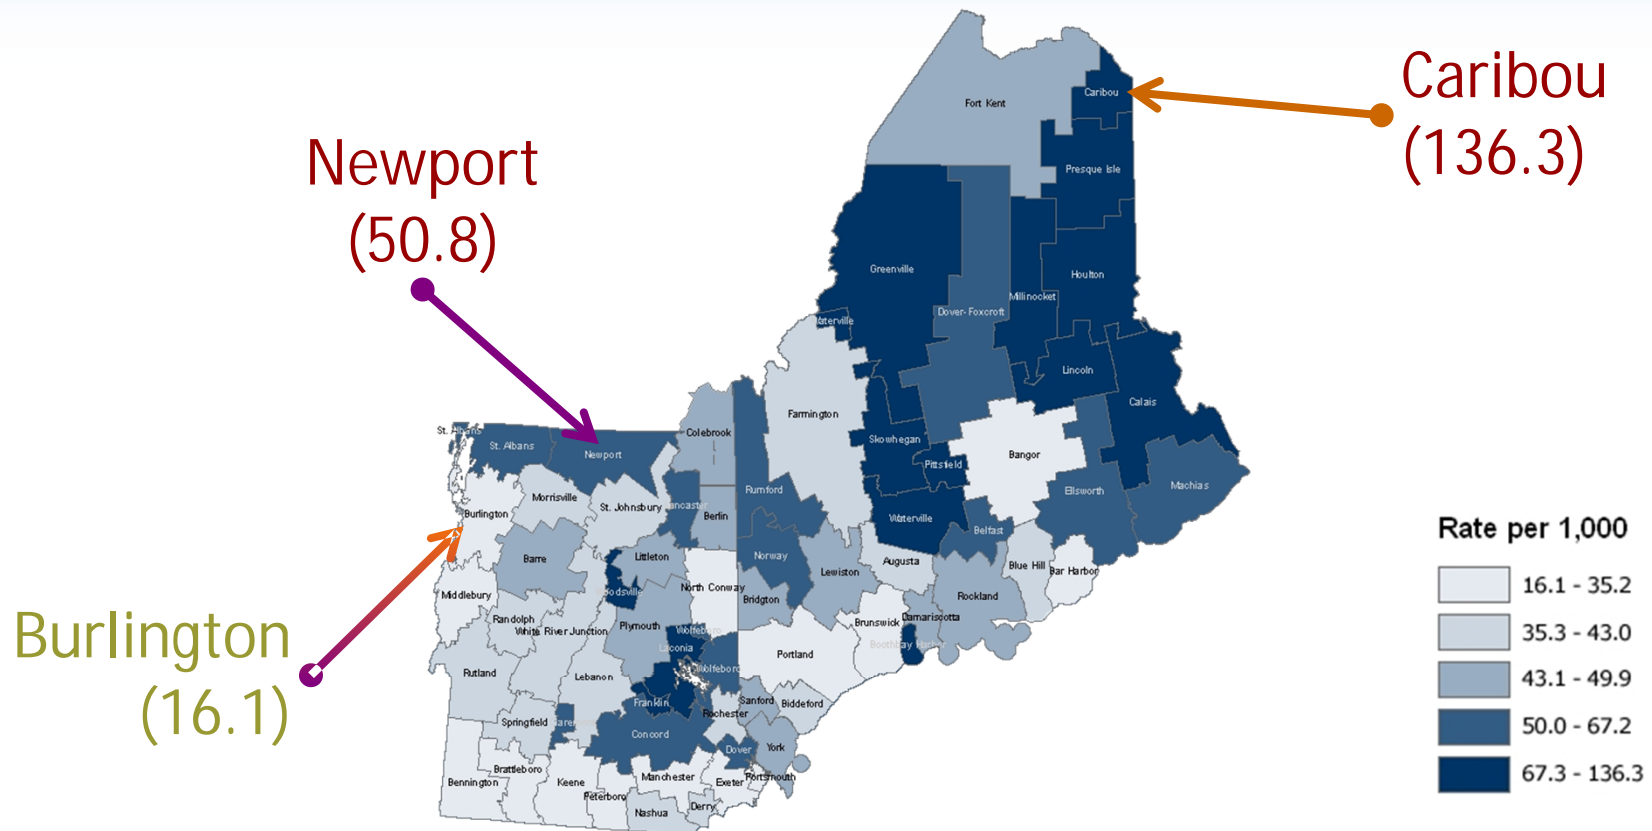 Caribou
(136.3)
Newport
(50.8)
Burlington
(16.1)
Fort Kent
Caribou
Presque Isle
Greenville
Houlton
Millinocket
Dover-Foxcroft
Lincoln
Calais
Farmington
Skowhegan
Pittsfield
Bangor
Ellsworth
Machias
Waterville
Belfast
Colebrook
St. Albans
Newport
Rumford
Morrisville
St. Johnsbury
Berlin
Burlington
Barre
Littleton
Norway
Lewiston
Augusta
Blue Hill
Bar Harbor
Middlebury
North Conway
Bridgton
Rockland
Randolph
White River Junction
Plymouth
Brunswick
Damariscotta
Laconia
Portland
Rutland
Lebanon
Wolfeboro
Franklin
Rochester
Sanford
Biddeford
Springfield
Concord
Dover
York
Bennington
Brattleboro
Keene
Peterboro
Manchester
Exeter
Portsmouth
Nashua
Derry
Rate per 1,000
16.1 - 35.2
35.3 - 43.0
43.1 - 49.9
50.0 - 67.2
67.3 - 136.3